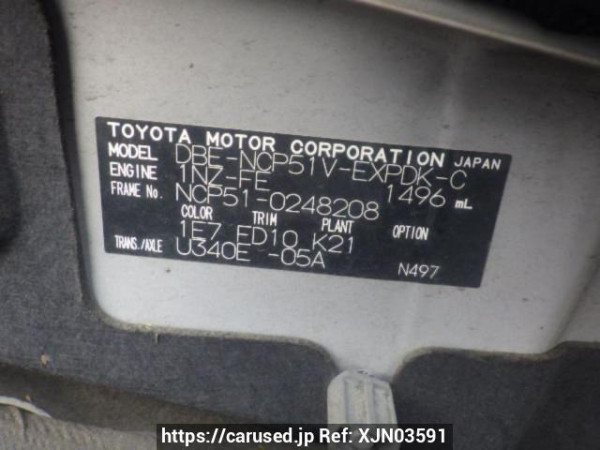 TOYOTA MOTOR CORPORATION JAPAN
MODEL DBE-NCP51V-EXPDK-C
ENGINE 1NZ-FE 1496 mL
FRAME No. NCP51-0248208
COLOR TRIM PLANT OPTION
1E7 FD10 K21
TRANS./AXLE U340E -05A
N497
https://carused.jp Ref: XJN03591